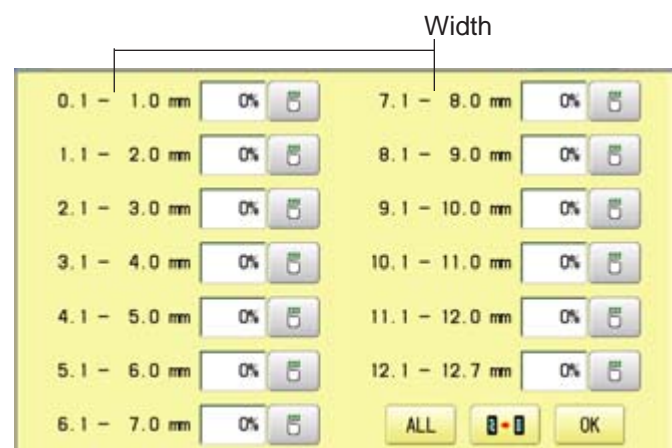 Width
0.1 - 1.0 mm 0% 7.1 - 8.0 mm 0%
1.1 - 2.0 mm 0% 8.1 - 9.0 mm 0%
2.1 - 3.0 mm 0% 9.1 - 10.0 mm 0%
3.1 - 4.0 mm 0% 10.1 - 11.0 mm 0%
4.1 - 5.0 mm 0% 11.1 - 12.0 mm 0%
5.1 - 6.0 mm 0% 12.1 - 12.7 mm 0%
6.1 - 7.0 mm 0% ALL OK